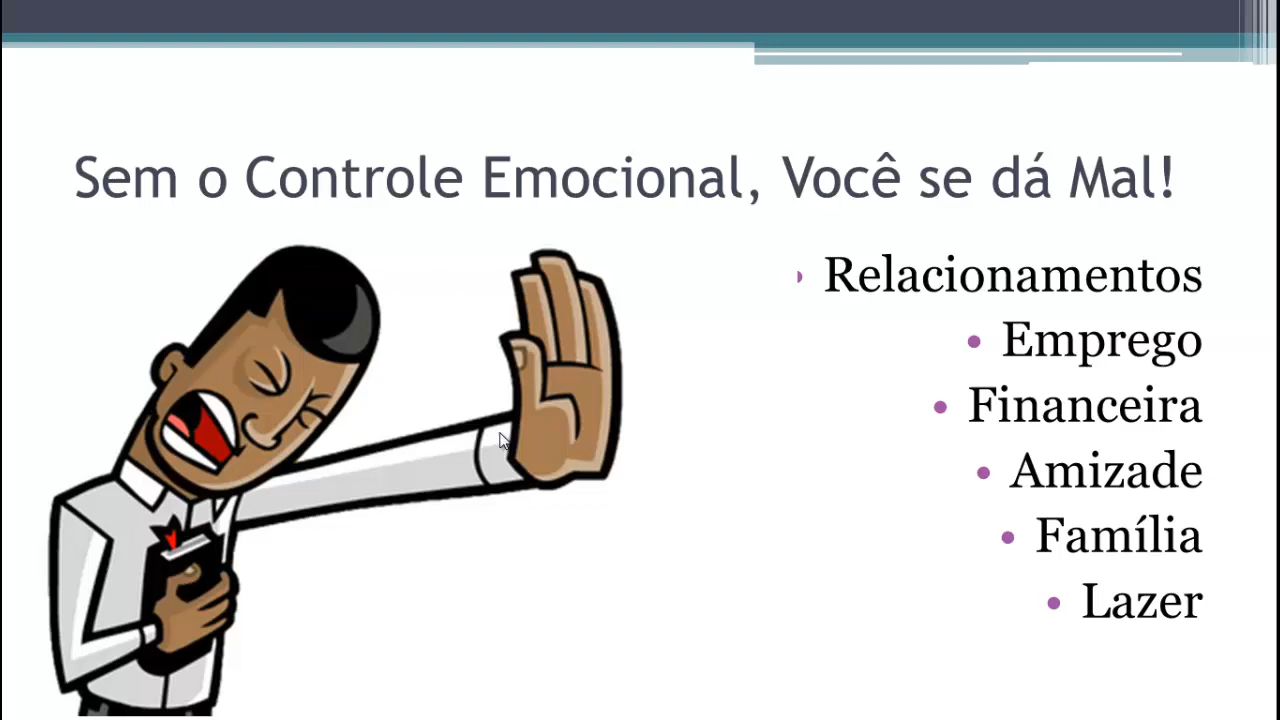 Sem o Controle Emocional, Você se dá Mal!
Relacionamentos
• Emprego
• Financeira
• Amizade
• Família
• Lazer